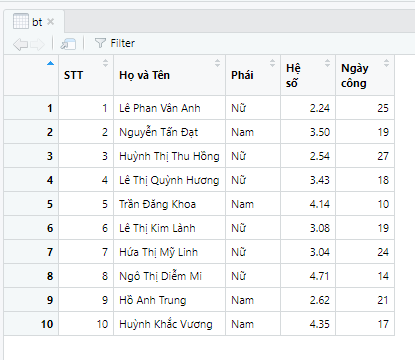 bt
Filter
STT Họ và Tên Phái Hệ số Ngày công
1 1 Lê Phan Vân Anh Nữ 2.24 25
2 2 Nguyễn Tấn Đạt Nam 3.50 19
3 3 Huỳnh Thị Thu Hồng Nữ 2.54 27
4 4 Lê Thị Quỳnh Hương Nữ 3.43 18
5 5 Trần Đăng Khoa Nam 4.14 10
6 6 Lê Thị Kim Lành Nữ 3.08 19
7 7 Hứa Thị Mỹ Linh Nữ 3.04 24
8 8 Ngô Thị Diễm Mi Nữ 4.71 14
9 9 Hồ Anh Trung Nam 2.62 21
10 10 Huỳnh Khắc Vương Nam 4.35 17